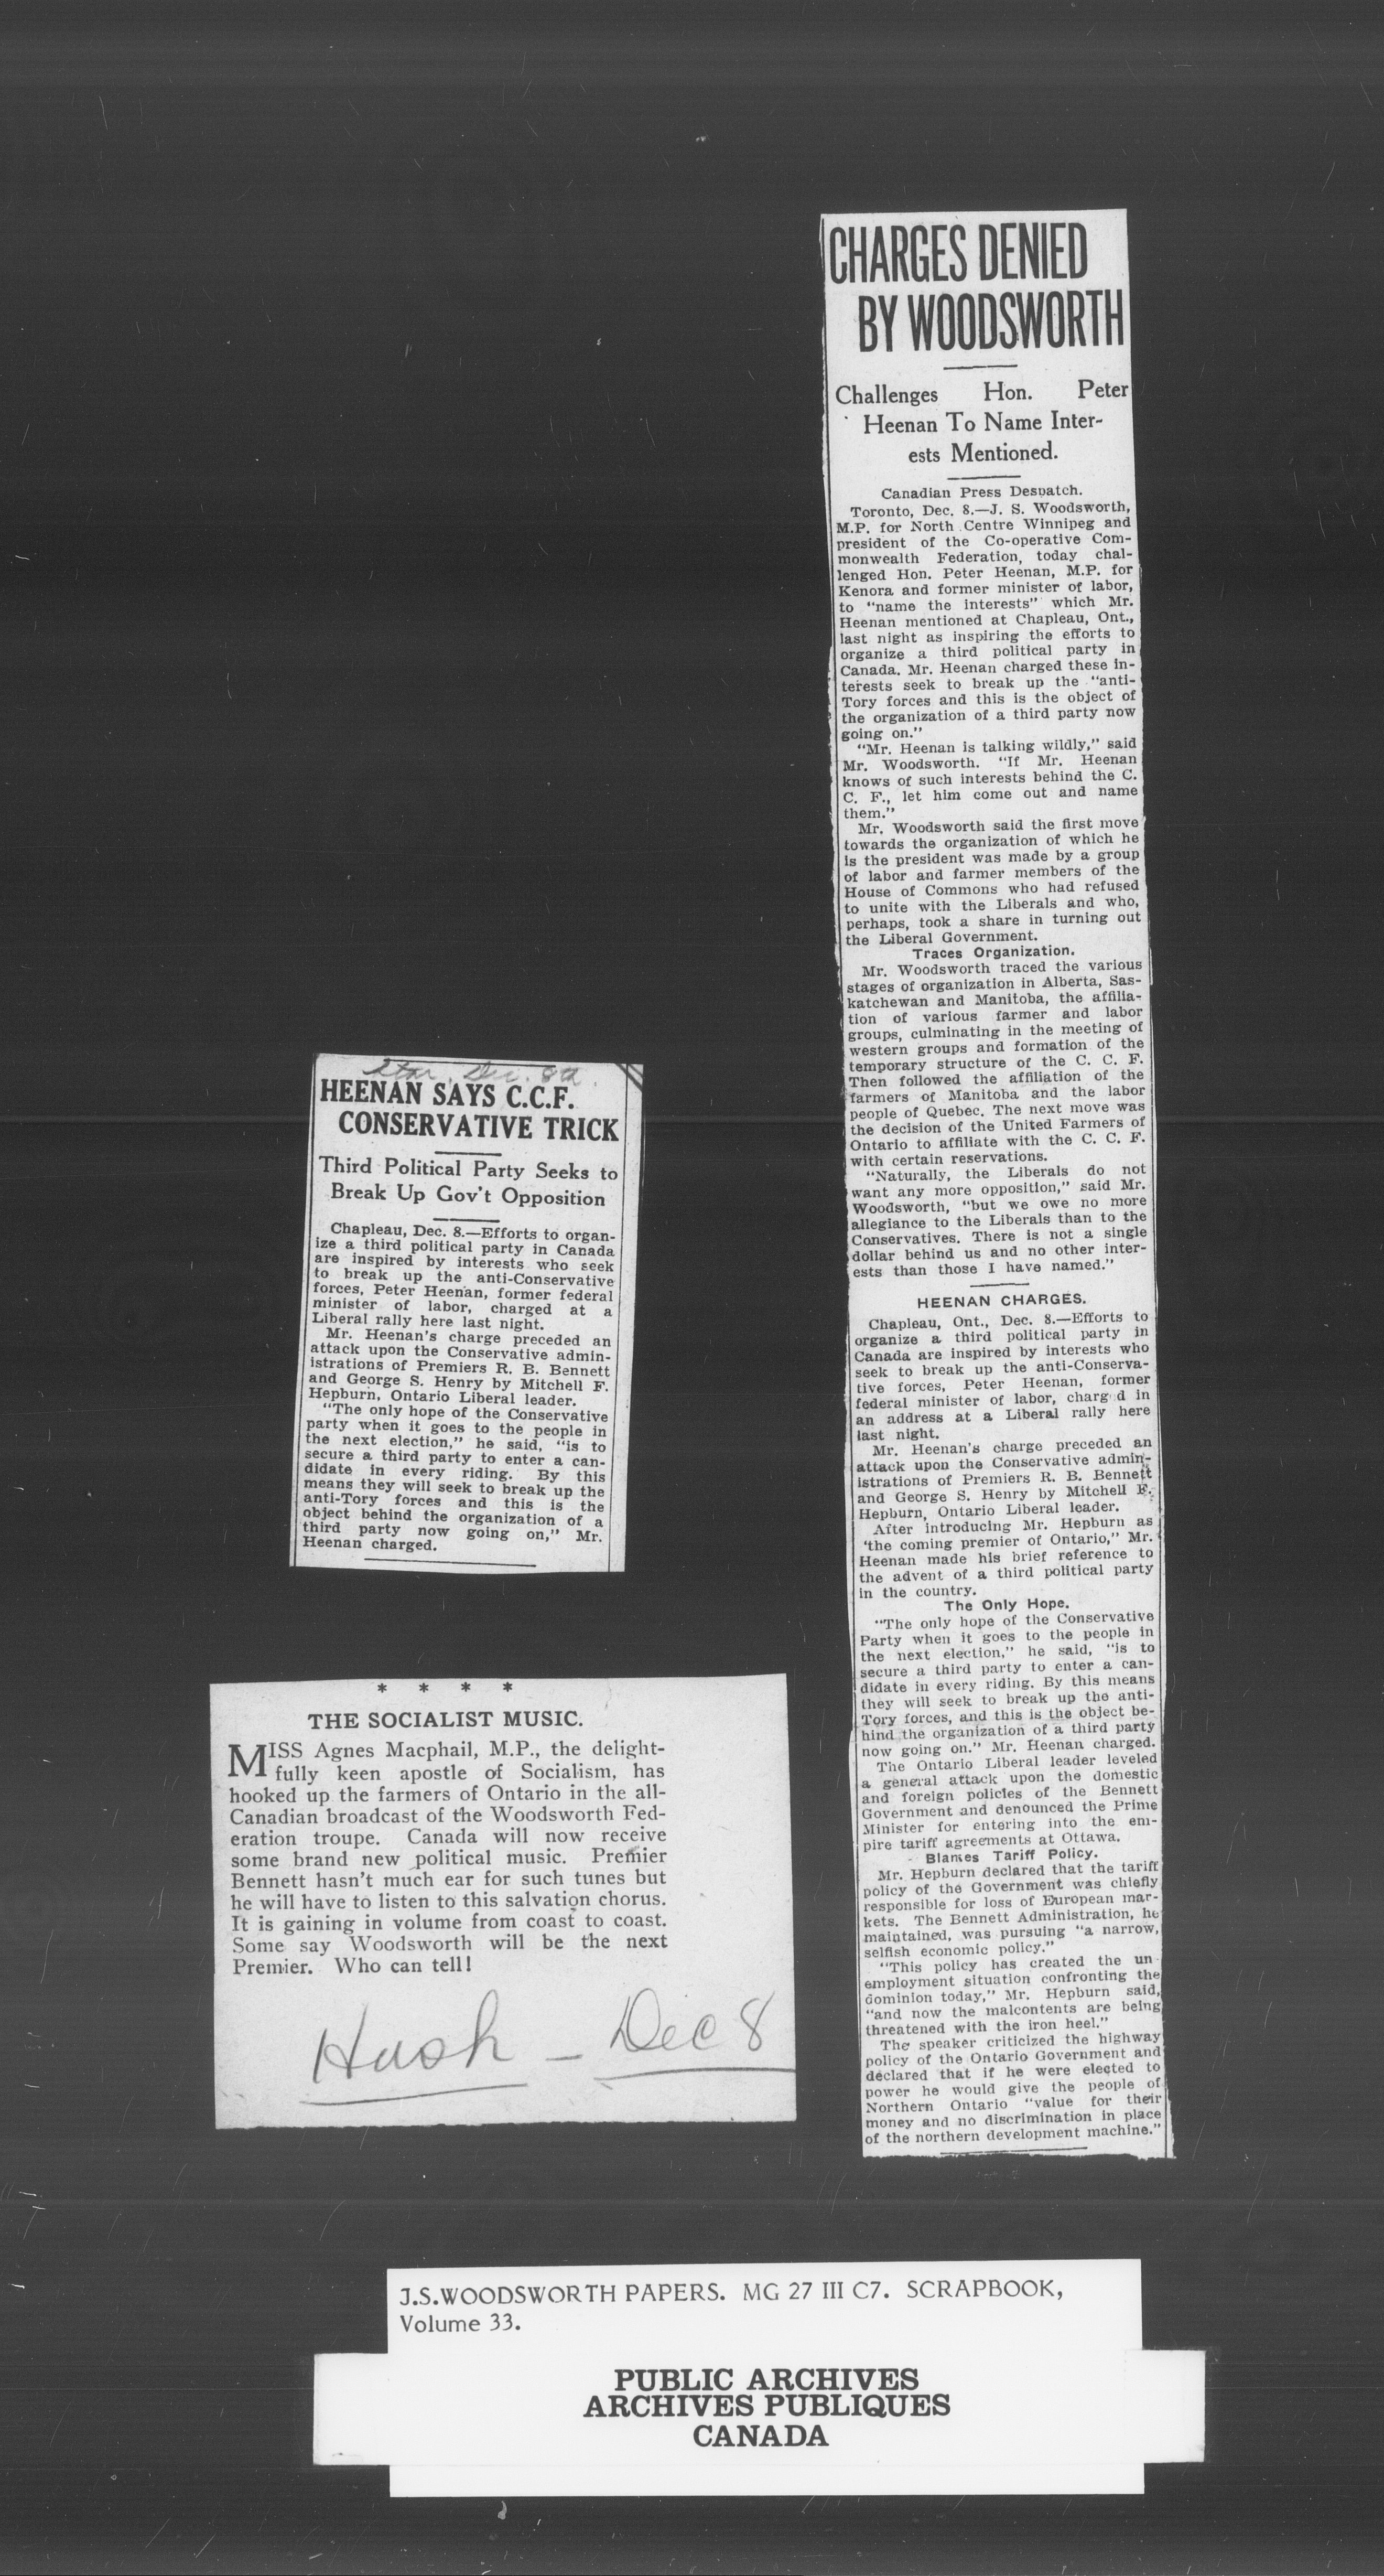 CHARGES DENIED
BY WOODSWORTH
Challenges Hon. Peter
Heenan To Name Inter-
ests Mentioned.
Canadian Press Despatch.
Toronto, Dec. 8.—J. S. Woodsworth,
M.P. for North Centre Winnipeg and
president of the Co-operative Com-
monwealth Federation, today chal-
lenged Hon. Peter Heenan, M.P. for
Kenora and former minister of labor,
to "name the interests" which Mr.
Heenan mentioned at Chapleau, Ont.,
last night as inspiring the efforts to
organize a third political party in
Canada. Mr. Heenan charged these in-
terests seek to break up the "anti-
Tory forces and this is the object of
the organization of a third party now
going on."
"Mr. Heenan is talking wildly," said
Mr. Woodsworth. "If Mr. Heenan
knows of such interests behind the C.
C. F., let him come out and name
them."
Mr. Woodsworth said the first move
towards the organization of which he
is the president was made by a group
of labor and farmer members of the
House of Commons who had refused
to unite with the Liberals and who,
perhaps, took a share in turning out
the Liberal Government.
Traces Organization.
Mr. Woodsworth traced the various
stages of organization in Alberta, Sas-
katchewan and Manitoba, the affilia-
tion of various farmer and labor
groups, culminating in the meeting of
western groups and formation of the
temporary structure of the C. C. F.
Then followed the affiliation of the
farmers of Manitoba and the labor
people of Quebec. The next move was
the decision of the United Farmers of
Ontario to affiliate with the C. C. F.
with certain reservations.
"Naturally, the Liberals do not
want any more opposition," said Mr.
Woodsworth, "but we owe no more
allegiance to the Liberals than to the
Conservatives. There is not a single
dollar behind us and no other inter-
ests than those I have named."
HEENAN CHARGES.
Chapleau, Ont., Dec. 8.—Efforts to
organize a third political party in
Canada are inspired by interests who
seek to break up the anti-Conserva-
tive forces, Peter Heenan, former
federal minister of labor, charg d in
an address at a Liberal rally here
last night.
Mr. Heenan's charge preceded an
attack upon the Conservative admin-
istrations of Premiers R. B. Bennett
and George S. Henry by Mitchell F.
Hepburn, Ontario Liberal leader.
After introducing Mr. Hepburn as
'the coming premier of Ontario," Mr.
Heenan made his brief reference to
the advent of a third political party
in the country.
The Only Hope.
"The only hope of the Conservative
Party when it goes to the people in
the next election," he said, "is to
secure a third party to enter a can-
didate in every riding. By this means
they will seek to break up the anti-
Tory forces, and this is the object be-
hind the organization of a third party
now going on." Mr. Heenan charged.
The Ontario Liberal leader leveled
a general attack upon the domestic
and foreign policies of the Bennett
Government and denounced the Prime
Minister for entering into the em-
pire tariff agreements at Ottawa.
Blames Tariff Policy.
Mr. Hepburn declared that the tariff
policy of the Government was chiefly
responsible for loss of European mar-
kets. The Bennett Administration, he
maintained, was pursuing "a narrow,
selfish economic policy."
"This policy has created the un-
employment situation confronting the
dominion today," Mr. Hepburn said,
"and now the malcontents are being
threatened with the iron heel."
The speaker criticized the highway
policy of the Ontario Government and
declared that if he were elected to
power he would give the people of
Northern Ontario "value for their
money and no discrimination in place
of the northern development machine."
Star, Dec. 8
HEENAN SAYS C.C.F.
CONSERVATIVE TRICK
Third Political Party Seeks to
Break Up Gov't Opposition
Chapleau, Dec. 8.—Efforts to organ-
ize a third political party in Canada
are inspired by interests who seek
to break up the anti-Conservative
forces, Peter Heenan, former federal
minister of labor, charged at a
Liberal rally here last night.
Mr. Heenan's charge preceded an
attack upon the Conservative admin-
istrations of Premiers R. B. Bennett
and George S. Henry by Mitchell F.
Hepburn, Ontario Liberal leader.
"The only hope of the Conservative
party when it goes to the people in
the next election," he said, "is to
secure a third party to enter a can-
didate in every riding. By this
means they will seek to break up the
anti-Tory forces and this is the
object behind the organization of a
third party now going on," Mr.
Heenan charged.
* * * *
THE SOCIALIST MUSIC.
MISS Agnes Macphail, M.P., the delight-
fully keen apostle of Socialism, has
hooked up the farmers of Ontario in the all-
Canadian broadcast of the Woodsworth Fed-
eration troupe. Canada will now receive
some brand new political music. Premier
Bennett hasn't much ear for such tunes but
he will have to listen to this salvation chorus.
It is gaining in volume from coast to coast.
Some say Woodsworth will be the next
Premier. Who can tell!
Hush – Dec 8
J.S.WOODSWORTH PAPERS. MG 27 III C7. SCRAPBOOK,
Volume 33.
PUBLIC ARCHIVES
ARCHIVES PUBLIQUES
CANADA